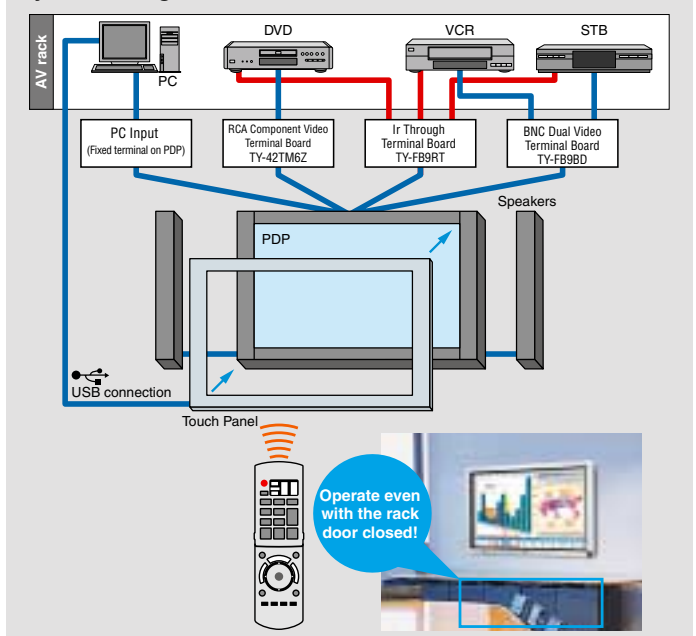 AV rack
PC
DVD
VCR
STB
PC Input
(Fixed terminal on PDP)
RCA Component Video
Terminal Board
TY-42TM6Z
Ir Through
Terminal Board
TY-FB9RT
BNC Dual Video
Terminal Board
TY-FB9BD
Speakers
PDP
USB connection
Touch Panel
Operate even
with the rack
door closed!